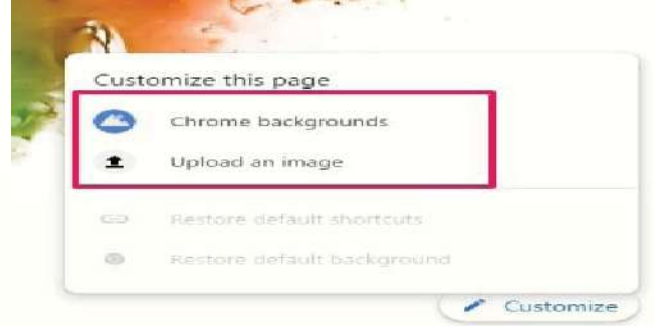 Customize this page
Chrome backgrounds
Upload an image
Restore default shortcuts
Restore default background
Customize